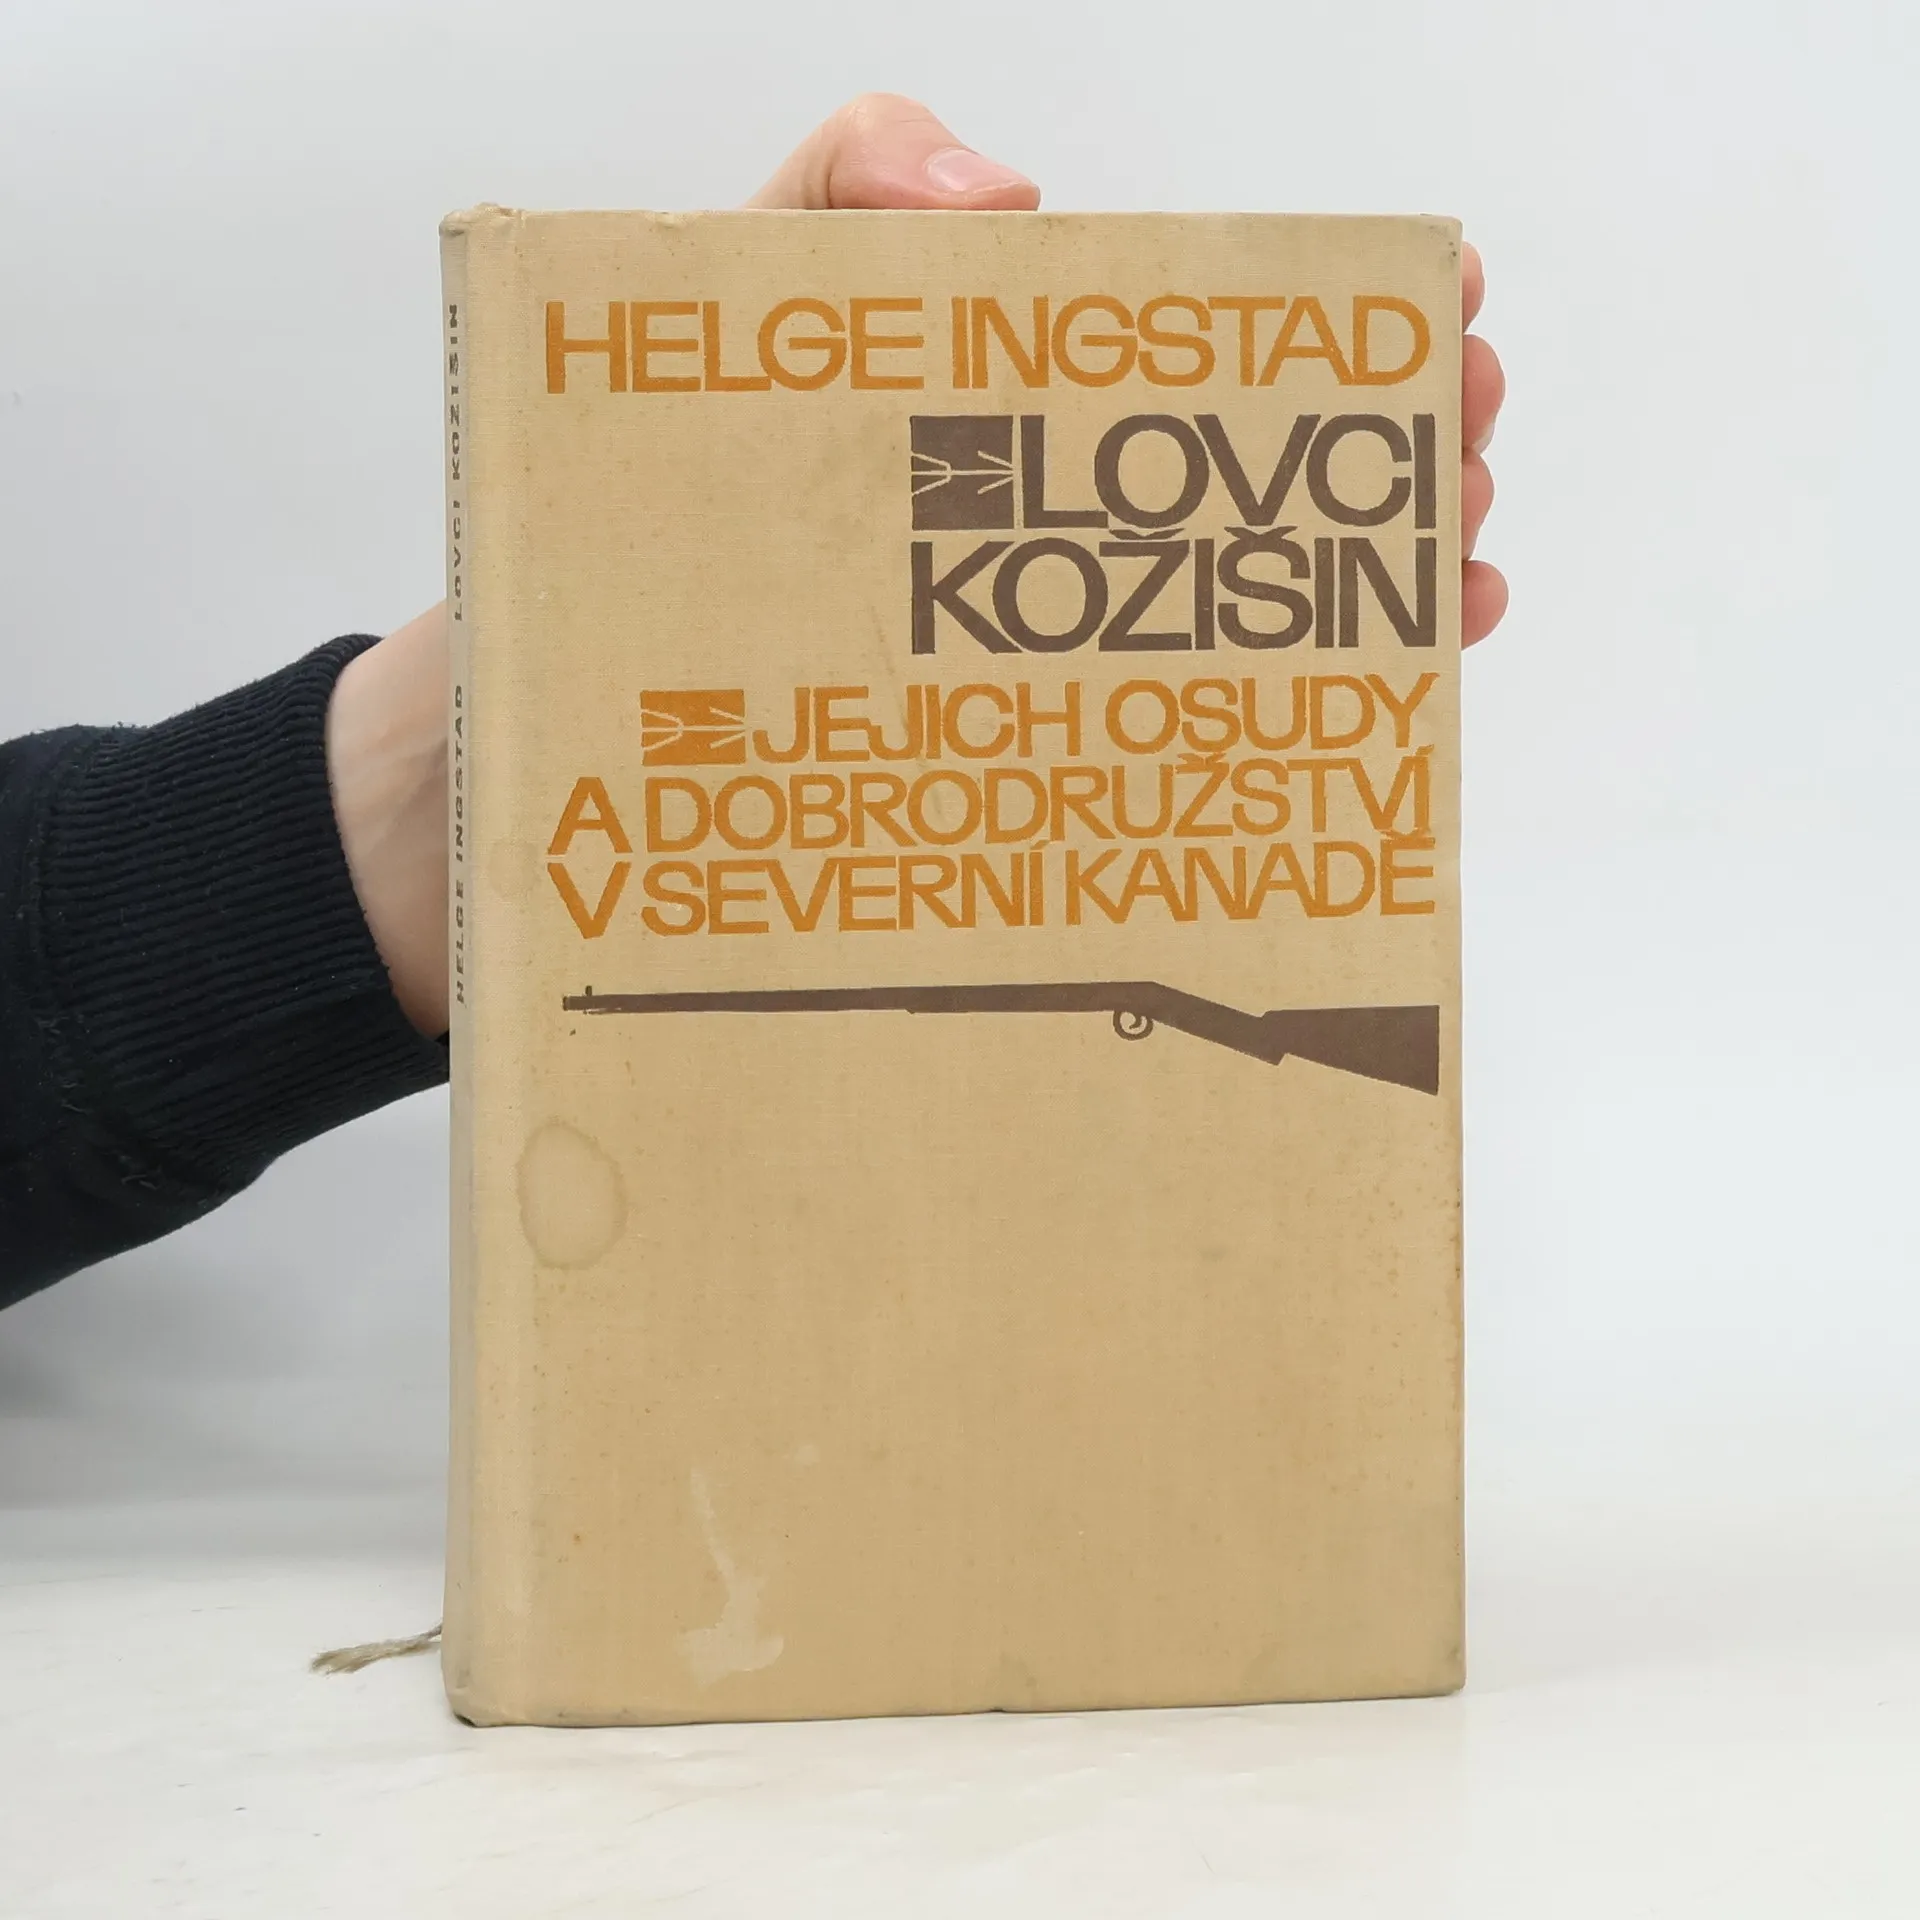 HELGE INGSTAD
LOVCI
KOŽIŠIN
JEJICH OSUDY
A DOBRODRUŽSTVÍ
V SEVERNÍ KANADĚ
HELGE INGSTAD LOVCI KOŽIŠIN